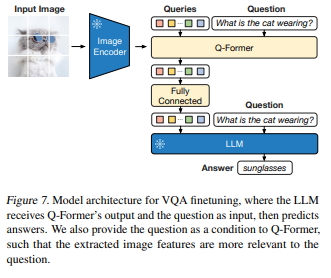 Input Image
Queries
Question
What is the cat wearing?
Image
Encoder
Q-Former
Fully
Connected
Question
What is the cat wearing?
LLM
Answer
sunglasses
Figure 7. Model architecture for VQA finetuning, where the LLM
receives Q-Former's output and the question as input, then predicts
answers. We also provide the question as a condition to Q-Former,
such that the extracted image features are more relevant to the
question.